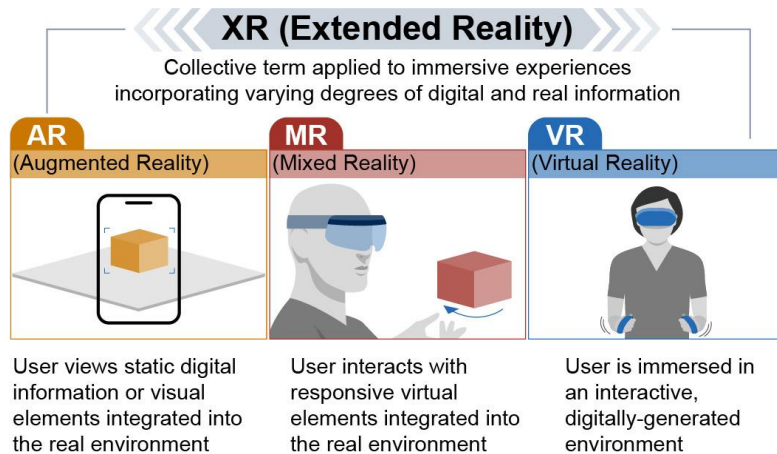 XR (Extended Reality)
Collective term applied to immersive experiences
incorporating varying degrees of digital and real information
AR
(Augmented Reality)
User views static digital
information or visual
elements integrated into
the real environment
MR
(Mixed Reality)
User interacts with
responsive virtual
elements integrated into
the real environment
VR
(Virtual Reality)
User is immersed in
an interactive,
digitally-generated
environment